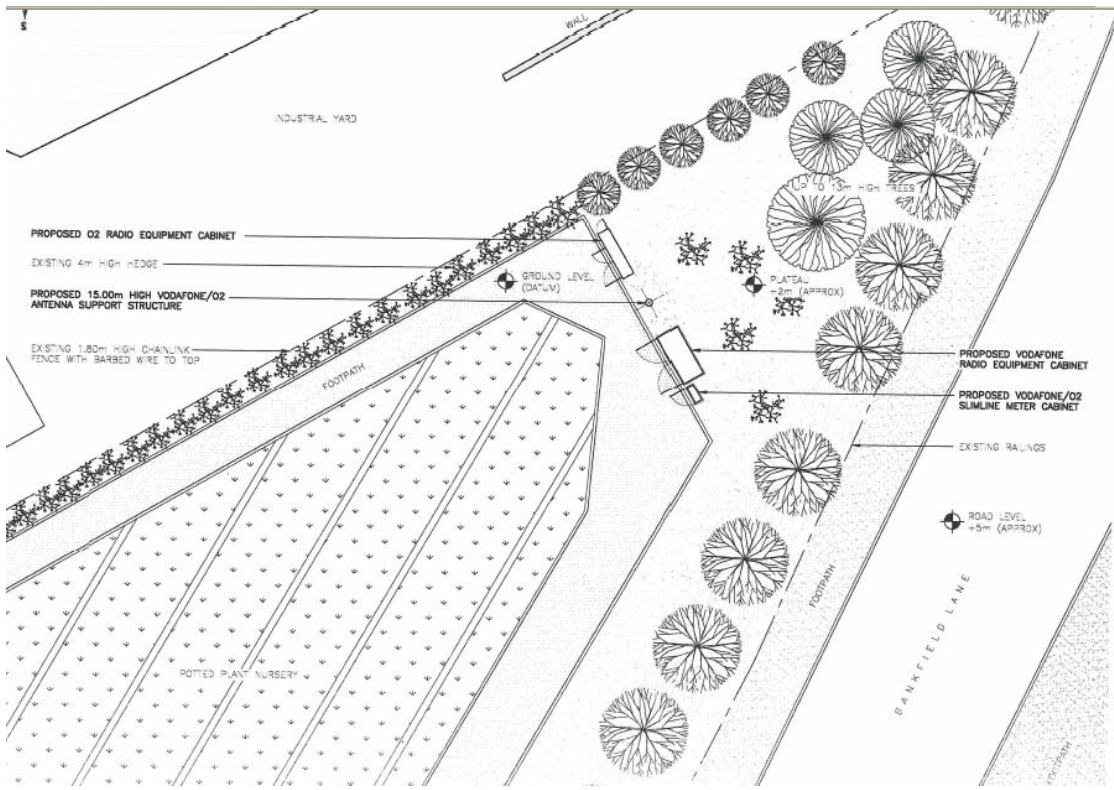 S
WALL
INDUSTRIAL YARD
UP TO 13m HIGH TREES
PROPOSED O2 RADIO EQUIPMENT CABINET
EXISTING 4m HIGH HEDGE
GROUND LEVEL
(DATUM)
PLATEAU
+2m (APPROX)
PROPOSED 15.00m HIGH VODAFONE/O2
ANTENNA SUPPORT STRUCTURE
EXISTING 1.80m HIGH CHAINLINK
FENCE WITH BARBED WIRE TO TOP
FOOTPATH
PROPOSED VODAFONE
RADIO EQUIPMENT CABINET
PROPOSED VODAFONE/O2
SLIMLINE METER CABINET
EXISTING RAILINGS
ROAD LEVEL
+5m (APPROX)
FOOTPATH
BANKFIELD LANE
POTTED PLANT NURSERY
FOOTPATH